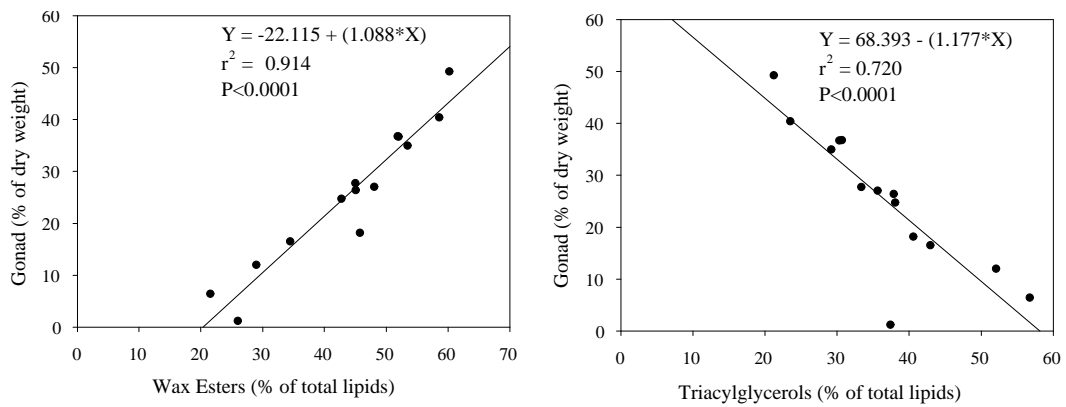 Y = -22.115 + (1.088*X)
r2 = 0.914
P<0.0001
Gonad (% of dry weight)
60
50
40
30
20
10
0
0 20 30 40 50 60 70
Wax Esters (% of total lipids)
Y = 68.393 - (1.177*X)
r2 = 0.720
P<0.0001
Gonad (% of dry weight)
60
50
40
30
20
10
0
0 10 20 30 40 50 60
Triacylglycerols (% of total lipids)